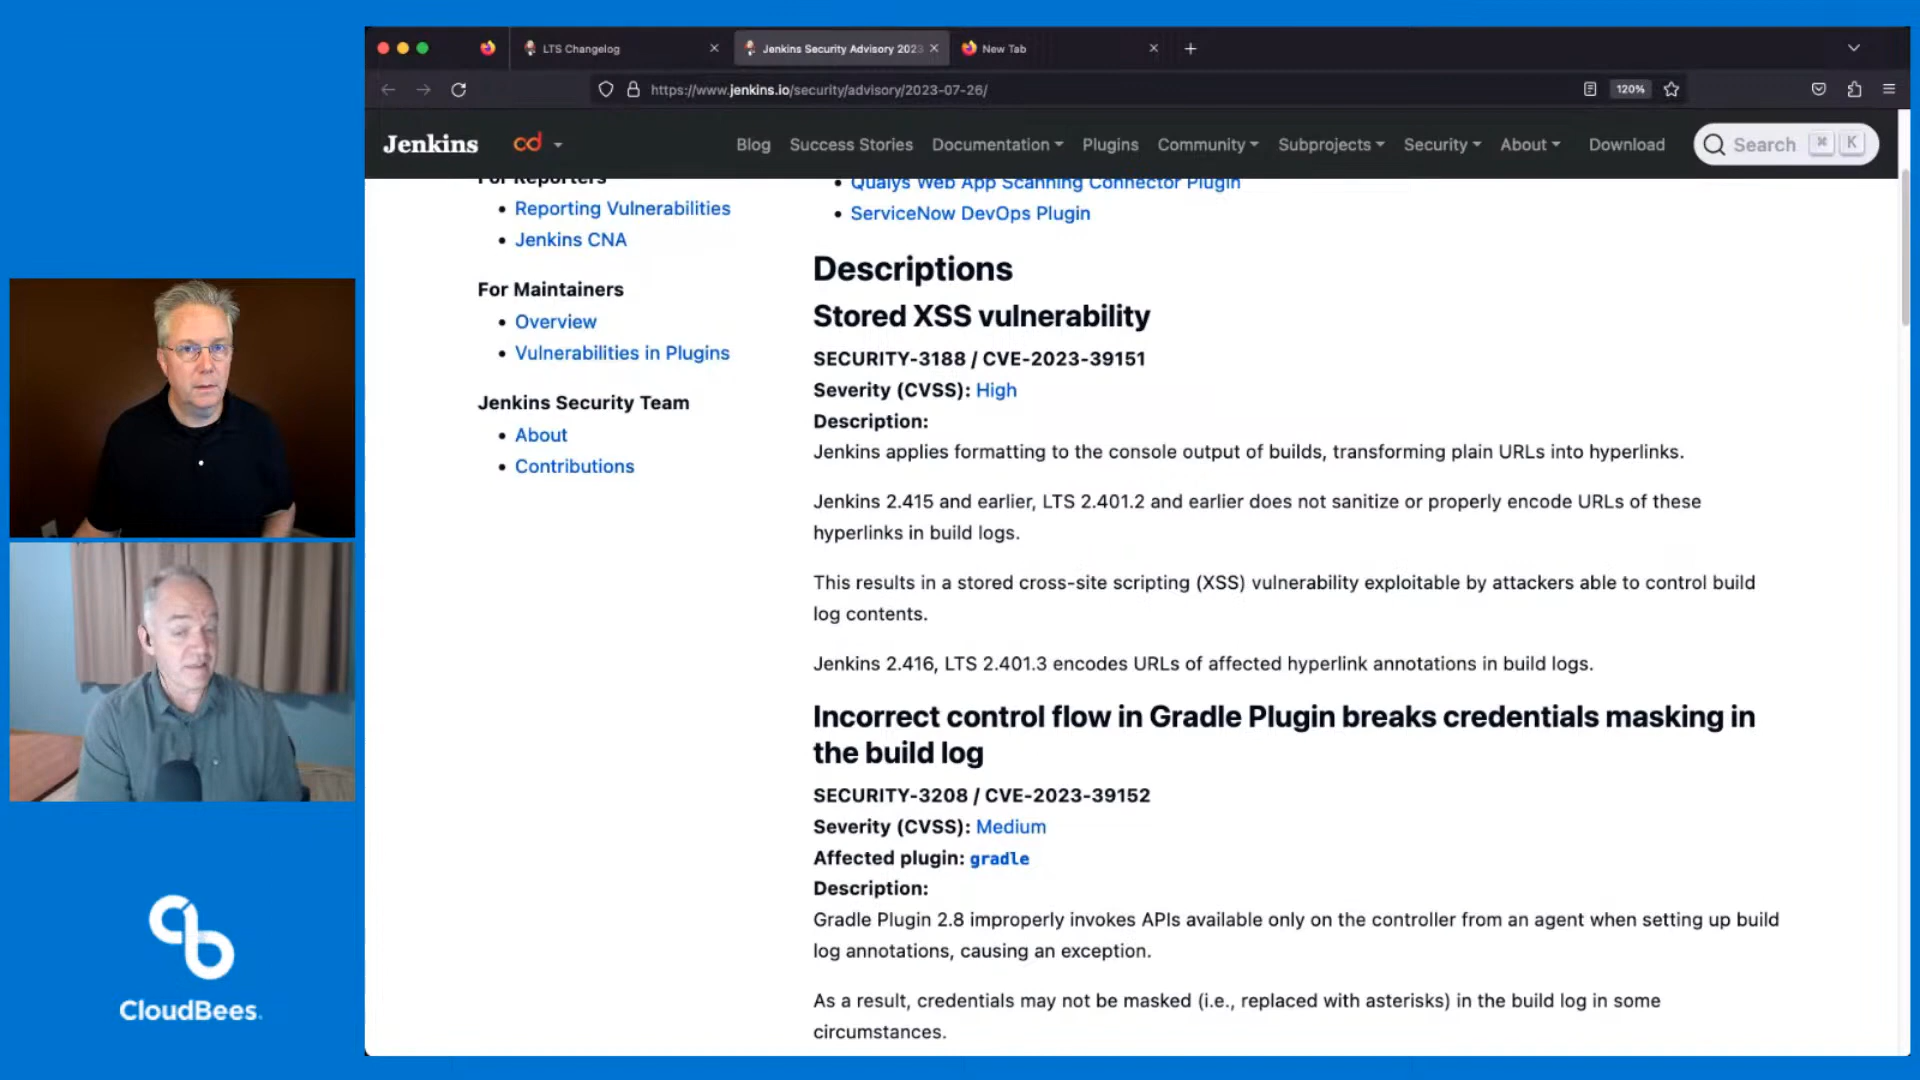 LTS Changelog
Jenkins Security Advisory 2023
New Tab
https://www.jenkins.io/security/advisory/2023-07-26/
120%
Jenkins
cd
Blog
Success Stories
Documentation
Plugins
Community
Subprojects
Security
About
Download
Search
K
For Reporters
Reporting Vulnerabilities
Jenkins CNA
For Maintainers
Overview
Vulnerabilities in Plugins
Jenkins Security Team
About
Contributions
Qualys Web App Scanning Connector Plugin
ServiceNow DevOps Plugin
Descriptions
Stored XSS vulnerability
SECURITY-3188 / CVE-2023-39151
Severity (CVSS): High
Description:
Jenkins applies formatting to the console output of builds, transforming plain URLs into hyperlinks.
Jenkins 2.415 and earlier, LTS 2.401.2 and earlier does not sanitize or properly encode URLs of these
hyperlinks in build logs.
This results in a stored cross-site scripting (XSS) vulnerability exploitable by attackers able to control build
log contents.
Jenkins 2.416, LTS 2.401.3 encodes URLs of affected hyperlink annotations in build logs.
Incorrect control flow in Gradle Plugin breaks credentials masking in
the build log
SECURITY-3208 / CVE-2023-39152
Severity (CVSS): Medium
Affected plugin: gradle
Description:
Gradle Plugin 2.8 improperly invokes APIs available only on the controller from an agent when setting up build
log annotations, causing an exception.
As a result, credentials may not be masked (i.e., replaced with asterisks) in the build log in some
circumstances.
CloudBees.